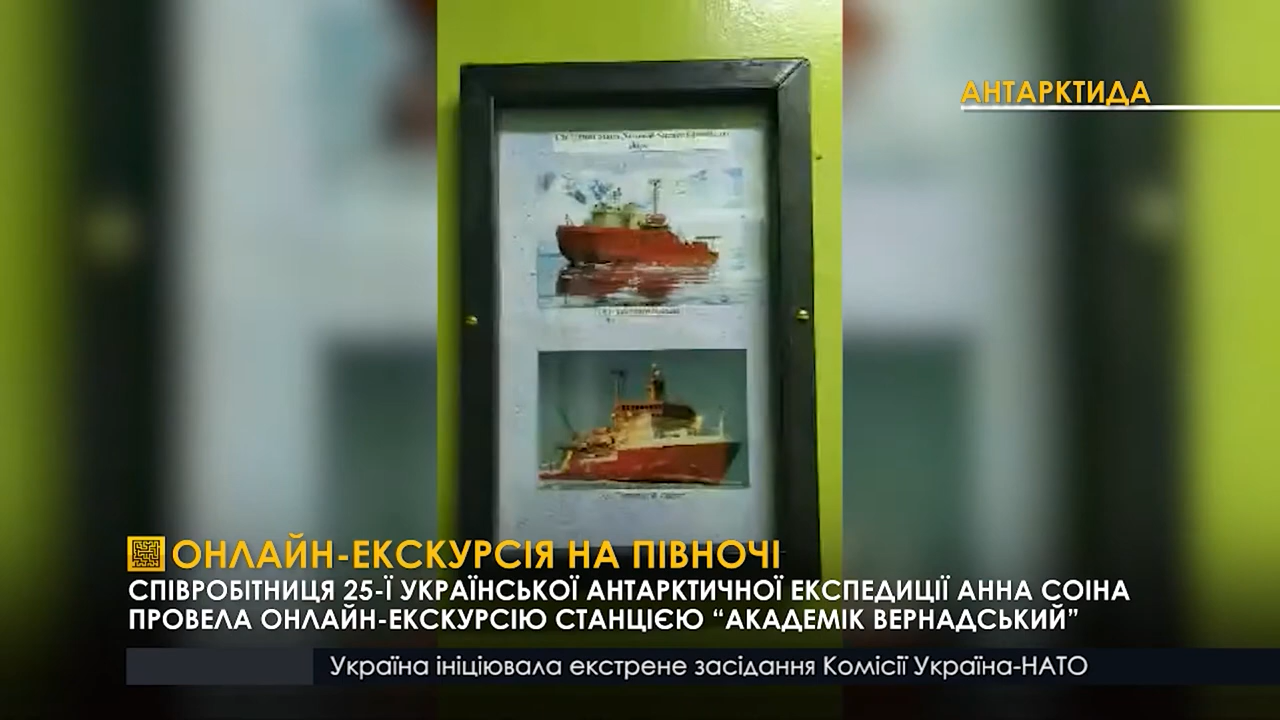 АНТАРКТИДА
ОНЛАЙН-ЕКСКУРСІЯ НА ПІВНОЧІ
СПІВРОБІТНИЦЯ 25-Ї УКРАЇНСЬКОЇ АНТАРКТИЧНОЇ ЕКСПЕДИЦІЇ АННА СОІНА
ПРОВЕЛА ОНЛАЙН-ЕКСКУРСІЮ СТАНЦІЄЮ “АКАДЕМІК ВЕРНАДСЬКИЙ”
Україна ініціювала екстрене засідання Комісії Україна-НАТО